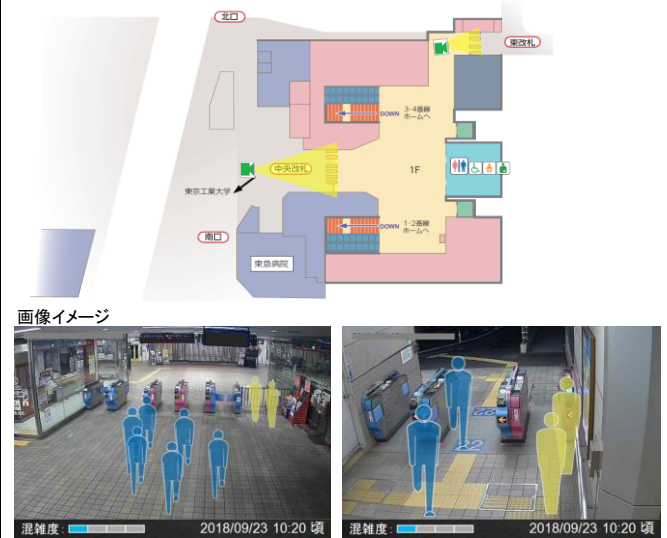 北口
東改札
3・4番線
ホームへ
DOWN
中央改札
1F
東京工業大学
南口
1・2番線
ホームへ
DOWN
東急病院
画像イメージ
22
22
混雑度:
2018/09/23 10:20 頃
混雑度:
2018/09/23 10:20 頃